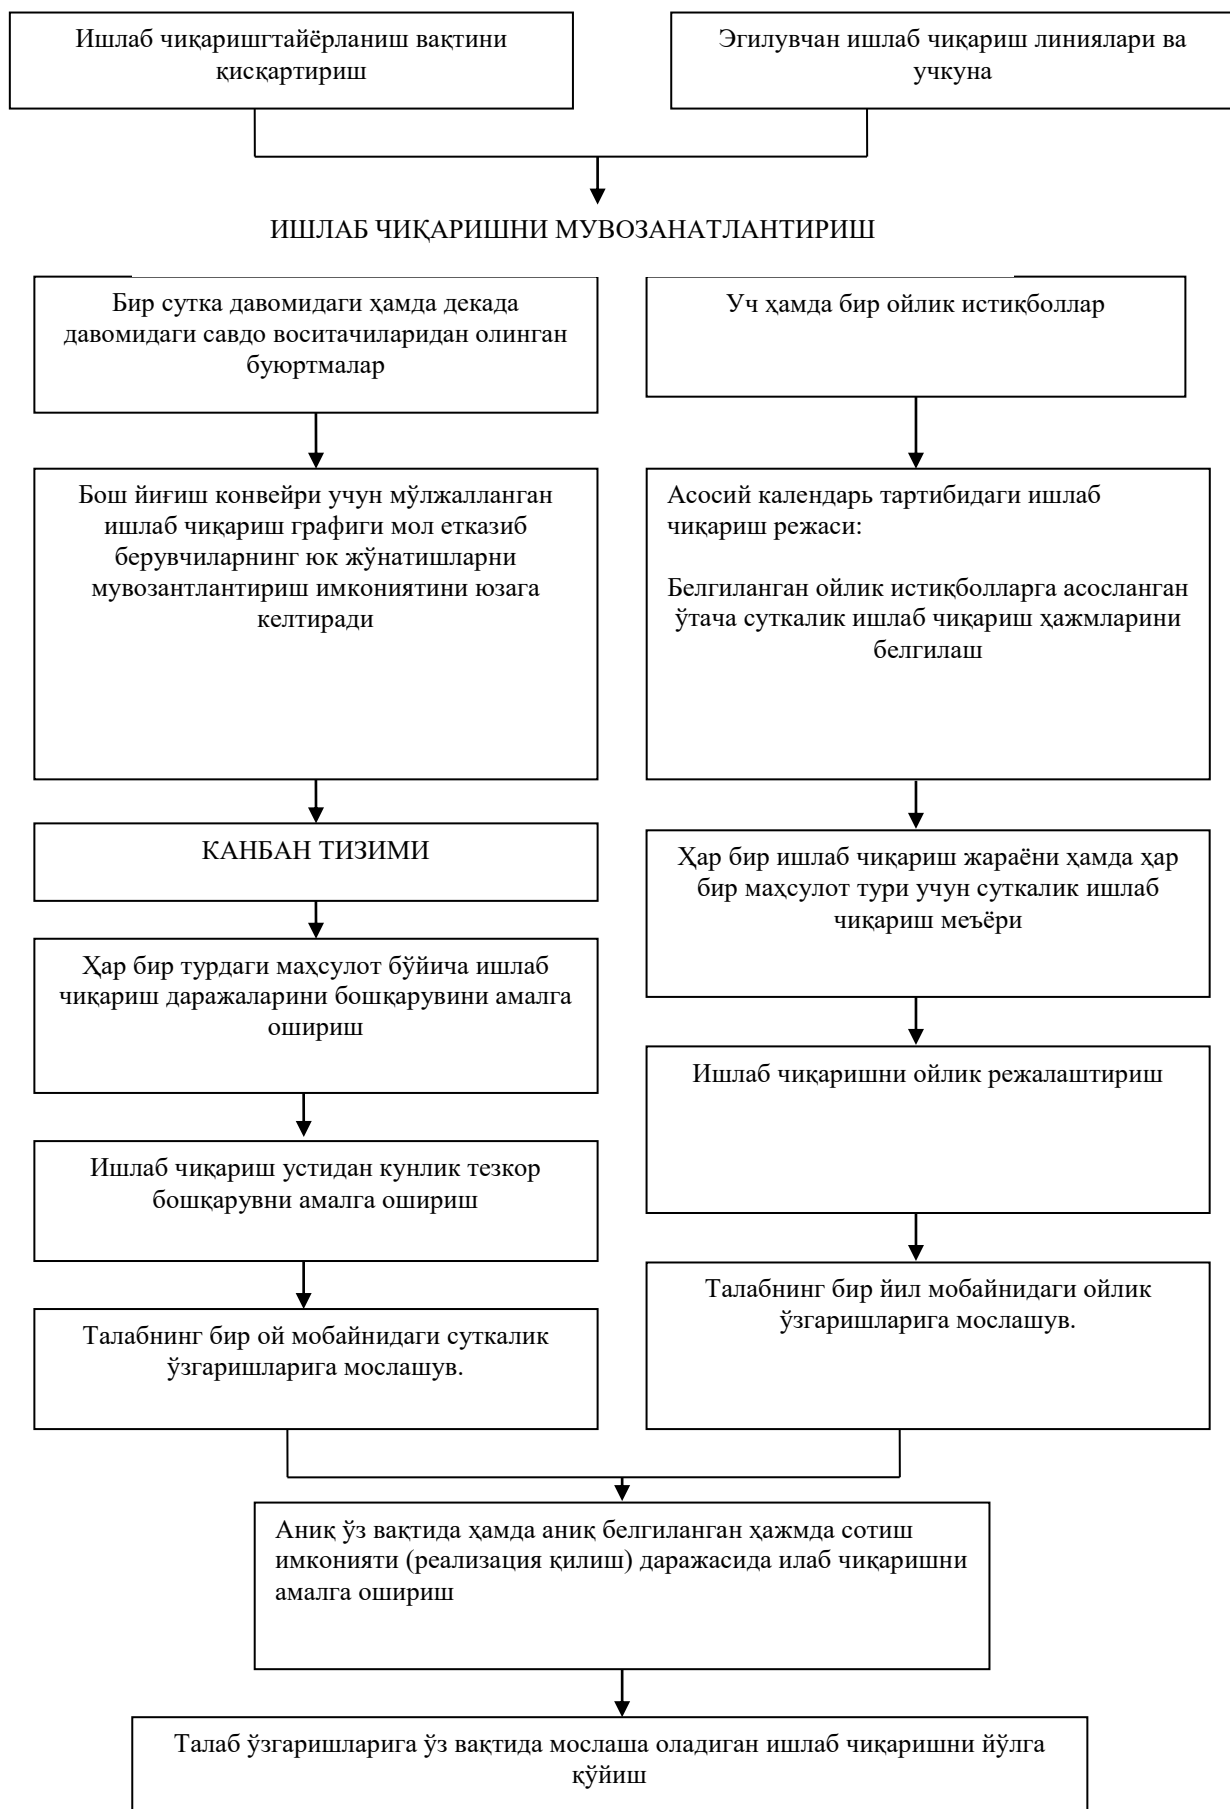 Ишлаб чиқаришгтайёрланиш вақтини
қисқартириш
Эгилувчан ишлаб чиқариш линиялари ва
учкуна
ИШЛАБ ЧИҚАРИШНИ МУВОЗАНАТЛАНТИРИШ
Бир сутка давомидаги ҳамда декада
давомидаги савдо воситачиларидан олинган
буюртмалар
Уч ҳамда бир ойлик истиқболлар
Бош йиғиш конвейри учун мўлжалланган
ишлаб чиқариш графиги мол етказиб
берувчиларнинг юк жўнатишларни
мувозантлантириш имкониятини юзага
келтиради
Асосий календарь тартибидаги ишлаб
чиқариш режаси:
Белгиланган ойлик истиқболларга асосланган
ўтача суткалик ишлаб чиқариш ҳажмларини
белгилаш
КАНБАН ТИЗИМИ
Ҳар бир ишлаб чиқариш жараёни ҳамда ҳар
бир маҳсулот тури учун суткалик ишлаб
чиқариш меъёри
Ҳар бир турдаги маҳсулот бўйича ишлаб
чиқариш даражаларини бошқарувини амалга
ошириш
Ишлаб чиқаришни ойлик режалаштириш
Ишлаб чиқариш устидан кунлик тезкор
бошқарувни амалга ошириш
Талабнинг бир йил мобайнидаги ойлик
ўзгаришларига мослашув.
Талабнинг бир ой мобайнидаги суткалик
ўзгаришларига мослашув.
Аниқ ўз вақтида ҳамда аниқ белгиланган ҳажмда сотиш
имконияти (реализация қилиш) даражасида илаб чиқаришни
амалга ошириш
Талаб ўзгаришларига ўз вақтида мослаша оладиган ишлаб чиқаришни йўлга
қўйиш